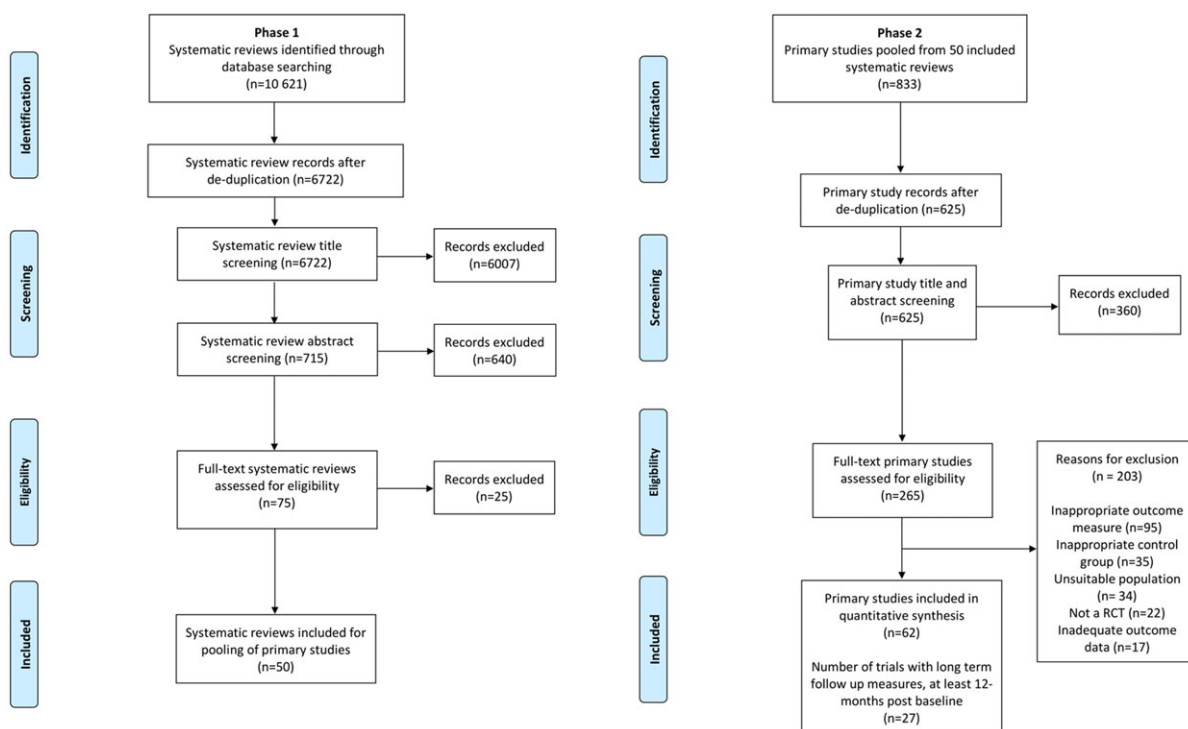 Phase 1
Systematic reviews identified through
database searching
(n=10 621)
Identification
Systematic review records after
de-duplication (n=6722)
Systematic review title
screening (n=6722)
Records excluded
(n=6007)
Screening
Systematic review abstract
screening (n=715)
Records excluded
(n=640)
Eligibility
Full-text systematic reviews
assessed for eligibility
(n=75)
Records excluded
(n=25)
Included
Systematic reviews included for
pooling of primary studies
(n=50)
Phase 2
Primary studies pooled from 50 included
systematic reviews
(n=833)
Identification
Primary study records after
de-duplication (n=625)
Screening
Primary study title and
abstract screening
(n=625)
Records excluded
(n=360)
Eligibility
Full-text primary studies
assessed for eligibility
(n=265)
Reasons for exclusion
(n = 203)
Inappropriate outcome
measure (n=95)
Inappropriate control
group (n=35)
Unsuitable population
(n= 34)
Not a RCT (n=22)
Inadequate outcome
data (n=17)
Included
Primary studies included in
quantitative synthesis
(n=62)
Number of trials with long term
follow up measures, at least 12-
months post baseline
(n=27)